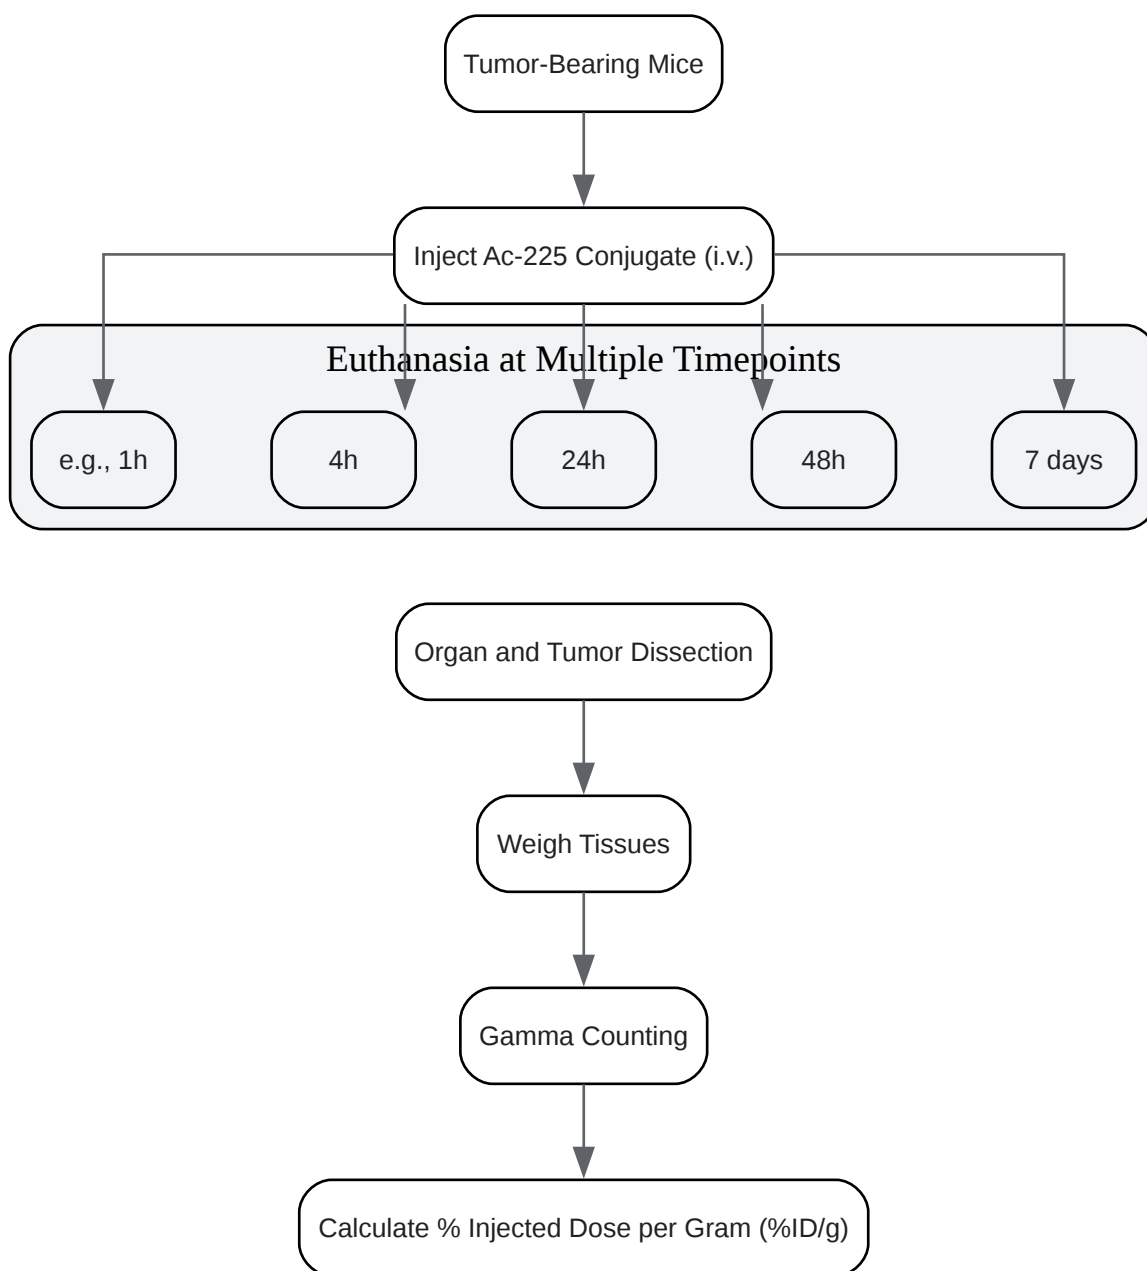 Tumor-Bearing Mice
Inject Ac-225 Conjugate (i.v.)
Euthanasia at Multiple Timepoints
e.g., 1h
4h
24h
48h
7 days
Organ and Tumor Dissection
Weigh Tissues
Gamma Counting
Calculate % Injected Dose per Gram (%ID/g)